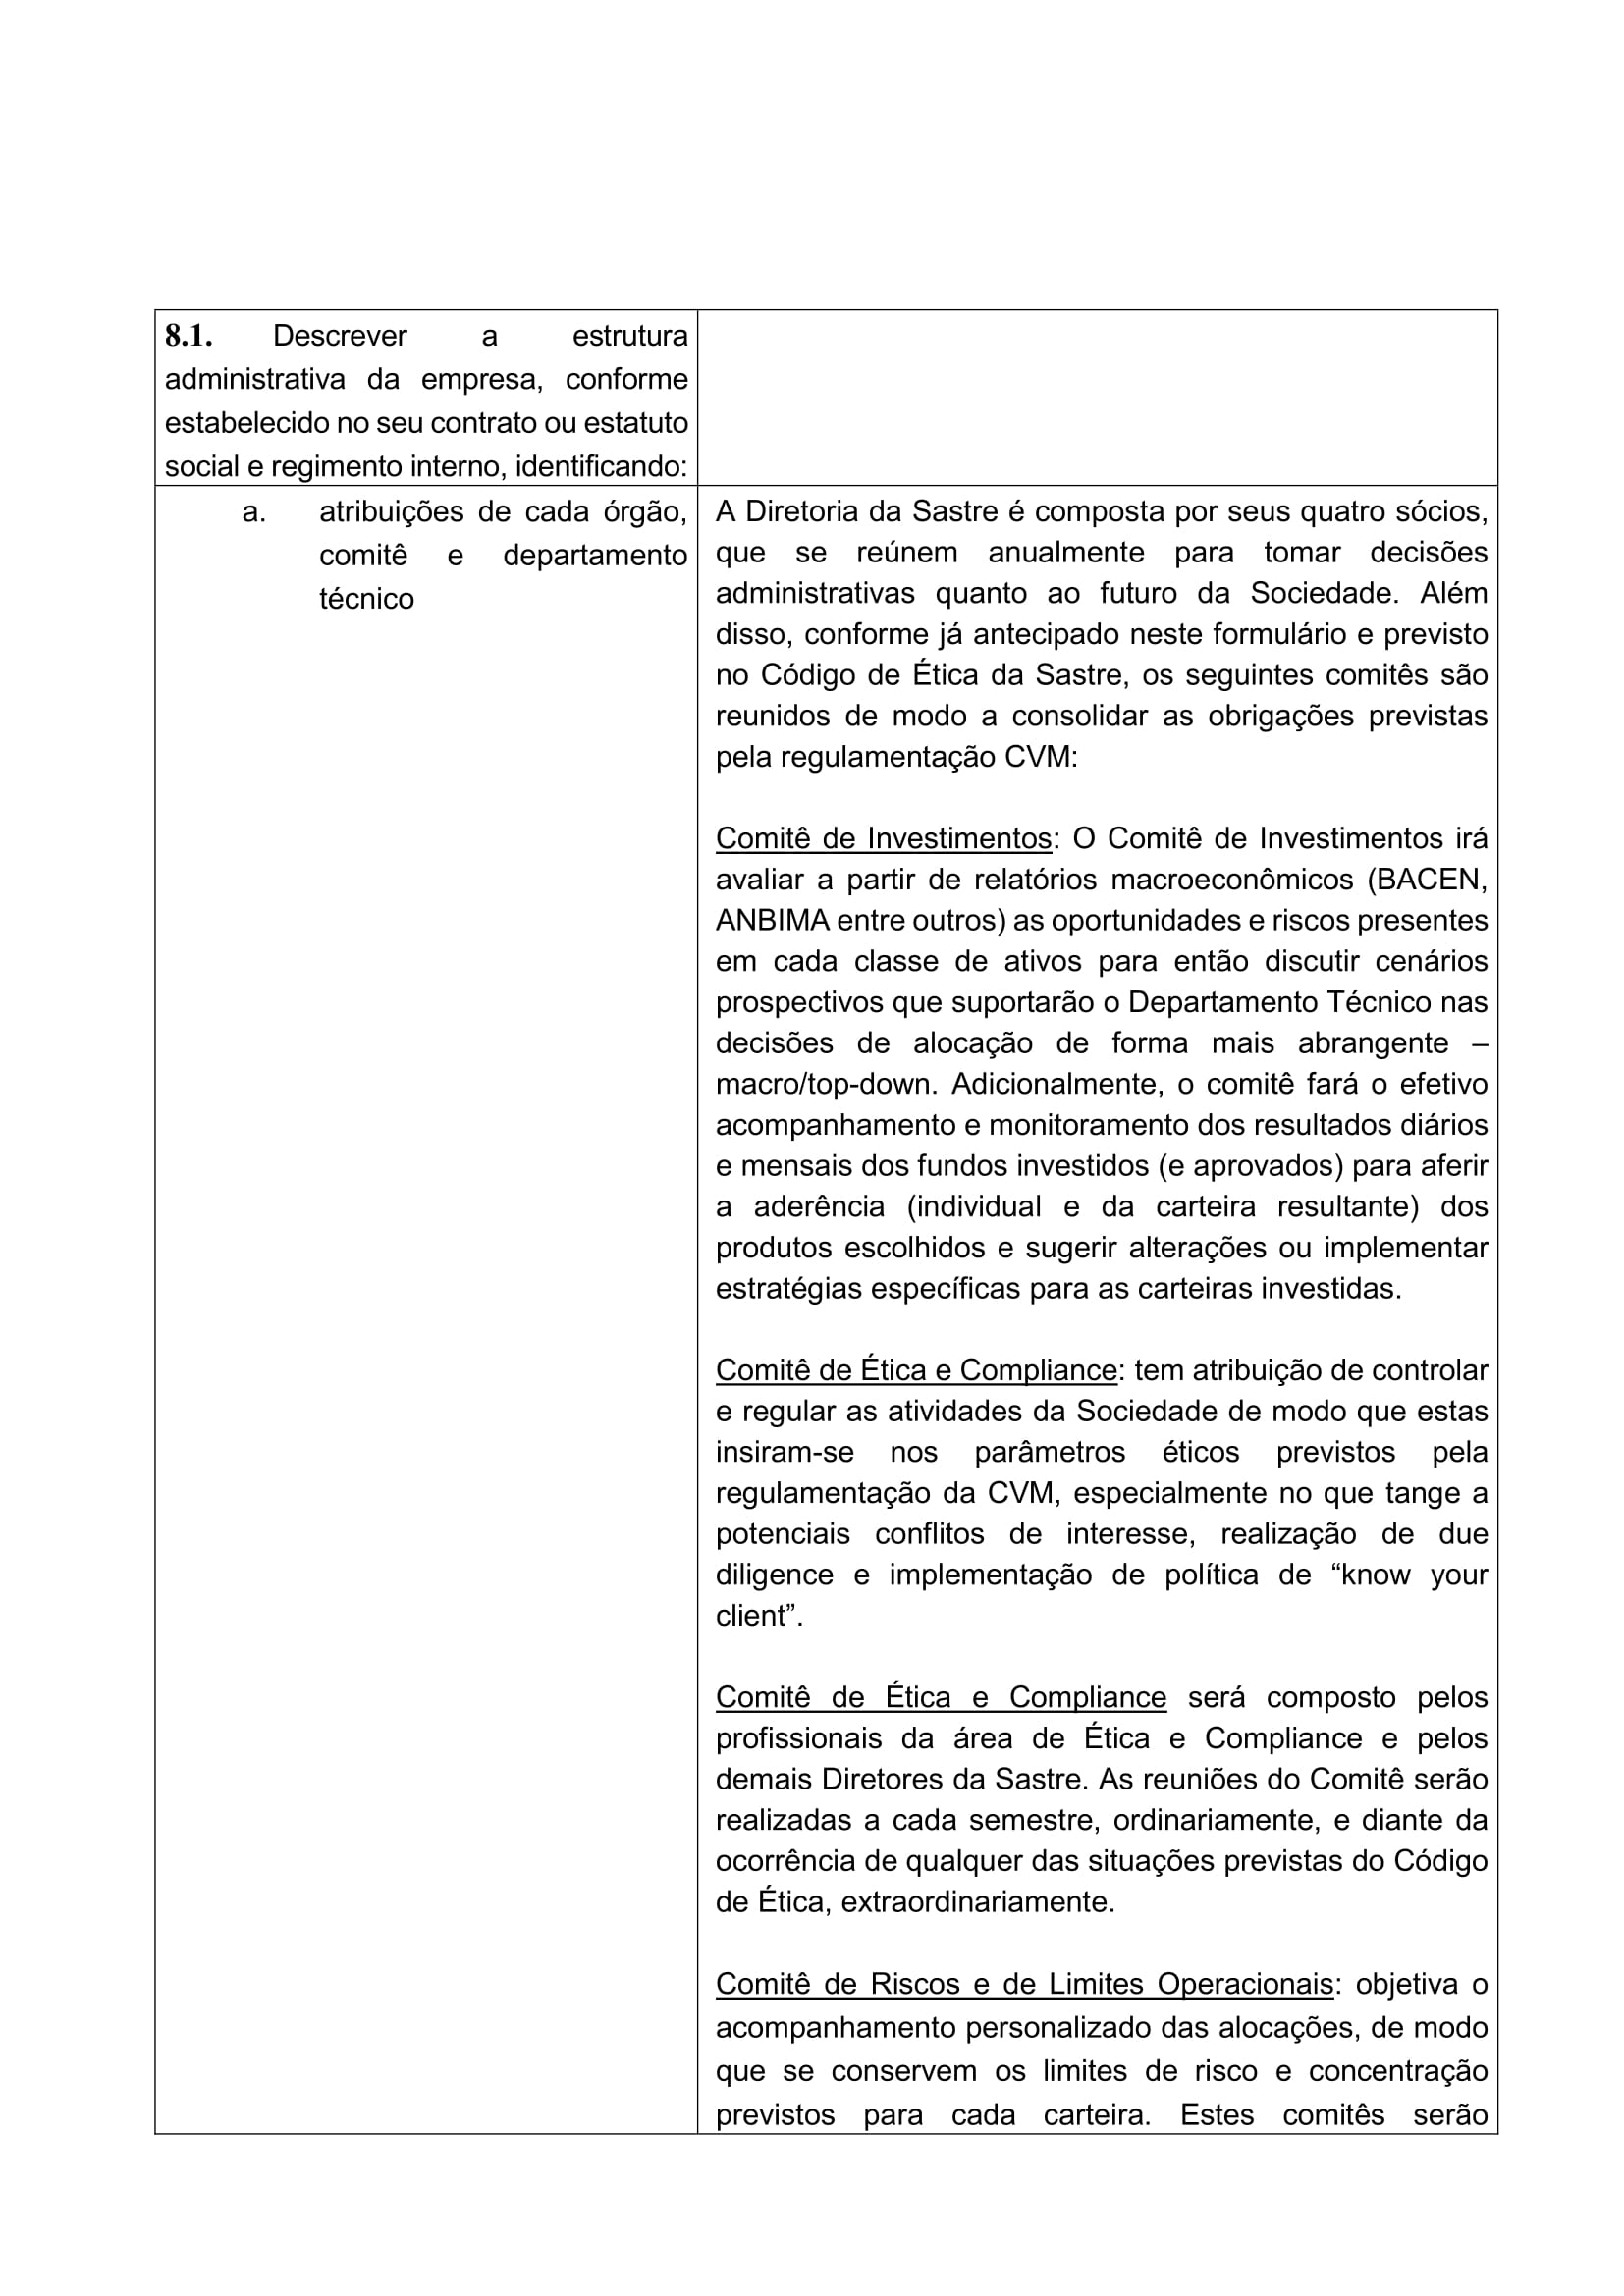 8.1. Descrever a estrutura
administrativa da empresa, conforme
estabelecido no seu contrato ou estatuto
social e regimento interno, identificando:
a. atribuições de cada órgão,
comitê e departamento
técnico
A Diretoria da Sastre é composta por seus quatro sócios,
que se reúnem anualmente para tomar decisões
administrativas quanto ao futuro da Sociedade. Além
disso, conforme já antecipado neste formulário e previsto
no Código de Ética da Sastre, os seguintes comitês são
reunidos de modo a consolidar as obrigações previstas
pela regulamentação CVM:
Comitê de Investimentos: O Comitê de Investimentos irá
avaliar a partir de relatórios macroeconômicos (BACEN,
ANBIMA entre outros) as oportunidades e riscos presentes
em cada classe de ativos para então discutir cenários
prospectivos que suportarão o Departamento Técnico nas
decisões de alocação de forma mais abrangente –
macro/top-down. Adicionalmente, o comitê fará o efetivo
acompanhamento e monitoramento dos resultados diários
e mensais dos fundos investidos (e aprovados) para aferir
a aderência (individual e da carteira resultante) dos
produtos escolhidos e sugerir alterações ou implementar
estratégias específicas para as carteiras investidas.
Comitê de Ética e Compliance: tem atribuição de controlar
e regular as atividades da Sociedade de modo que estas
insiram-se nos parâmetros éticos previstos pela
regulamentação da CVM, especialmente no que tange a
potenciais conflitos de interesse, realização de due
diligence e implementação de política de “know your
client”.
Comitê de Ética e Compliance será composto pelos
profissionais da área de Ética e Compliance e pelos
demais Diretores da Sastre. As reuniões do Comitê serão
realizadas a cada semestre, ordinariamente, e diante da
ocorrência de qualquer das situações previstas do Código
de Ética, extraordinariamente.
Comitê de Riscos e de Limites Operacionais: objetiva o
acompanhamento personalizado das alocações, de modo
que se conservem os limites de risco e concentração
previstos para cada carteira. Estes comitês serão